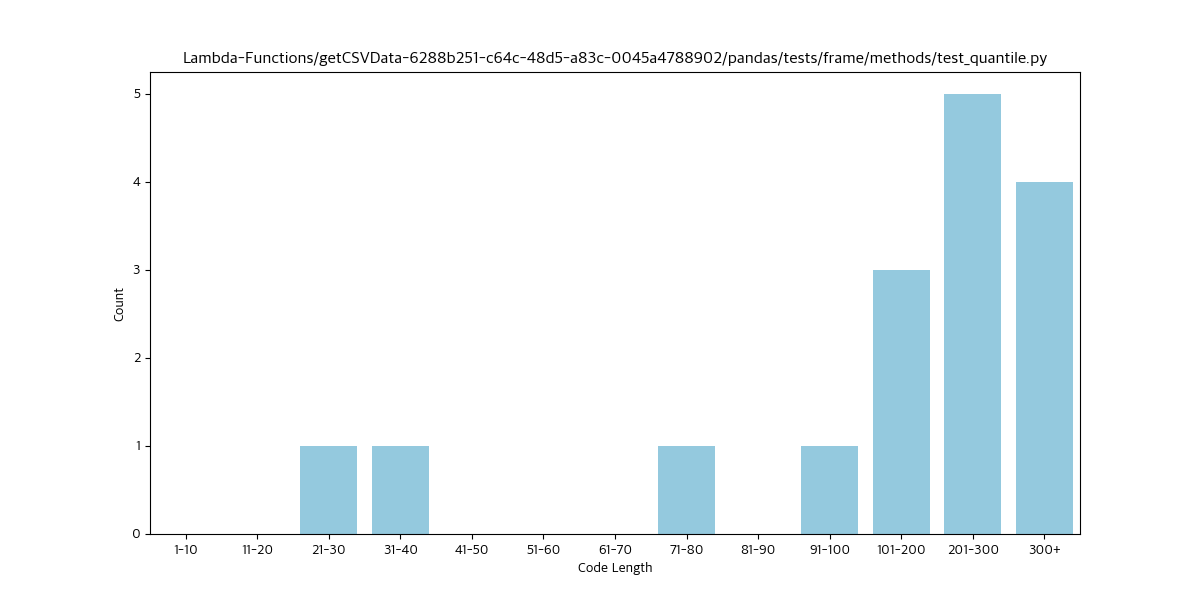 Lambda-Functions/getCSVData-6288b251-c64c-48d5-a83c-0045a4788902/pandas/tests/frame/methods/test_quantile.py
5
4
3
2
1
0
Count
1-10 11-20 21-30 31-40 41-50 51-60 61-70 71-80 81-90 91-100 101-200 201-300 300+
Code Length